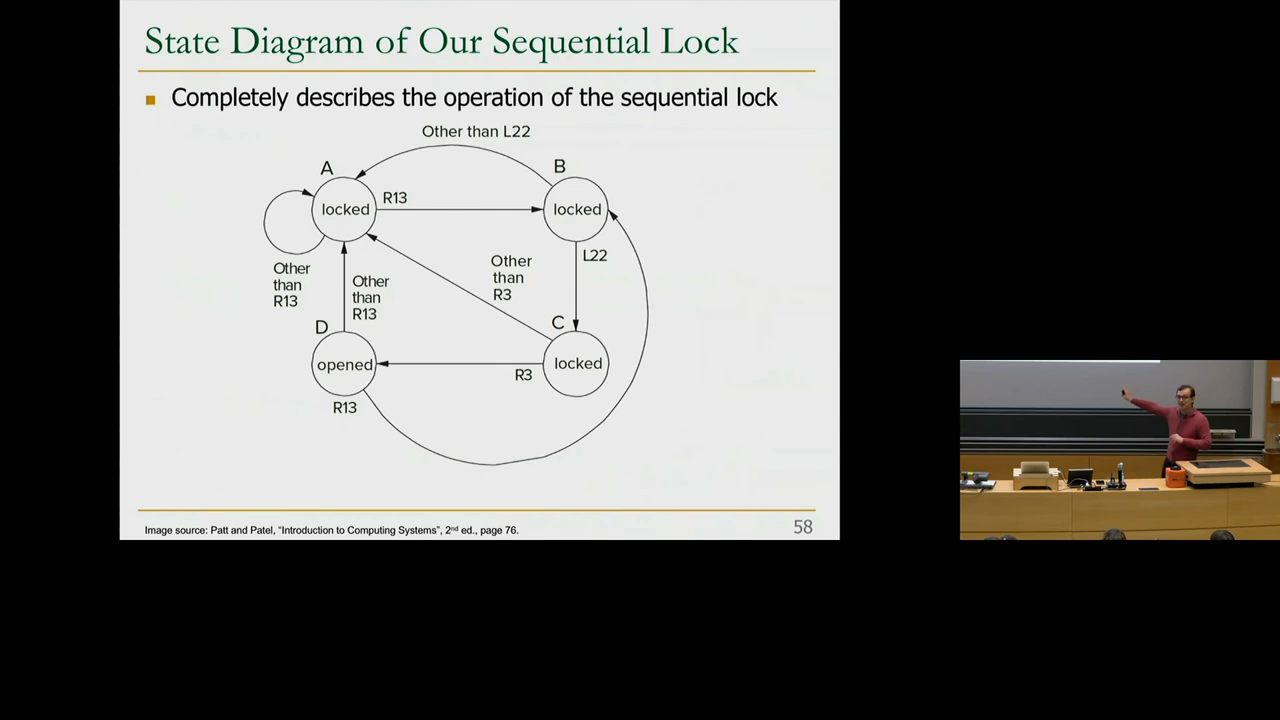 State Diagram of Our Sequential Lock
Completely describes the operation of the sequential lock
Other than L22
A
B
locked
R13
locked
Other
than
R13
Other
than
R13
Other
than
R3
L22
D
C
opened
locked
R3
R13
Image source: Patt and Patel, “Introduction to Computing Systems”, 2nd ed., page 76.
58